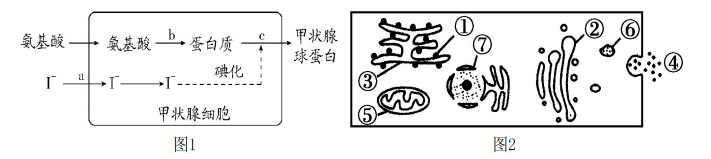 氨基酸 氨基酸 b 蛋白质 c 甲状腺球蛋白
I⁻ a I⁻ I⁻ 碘化
甲状腺细胞
图1
① ② ③ ④ ⑤ ⑥ ⑦
图2